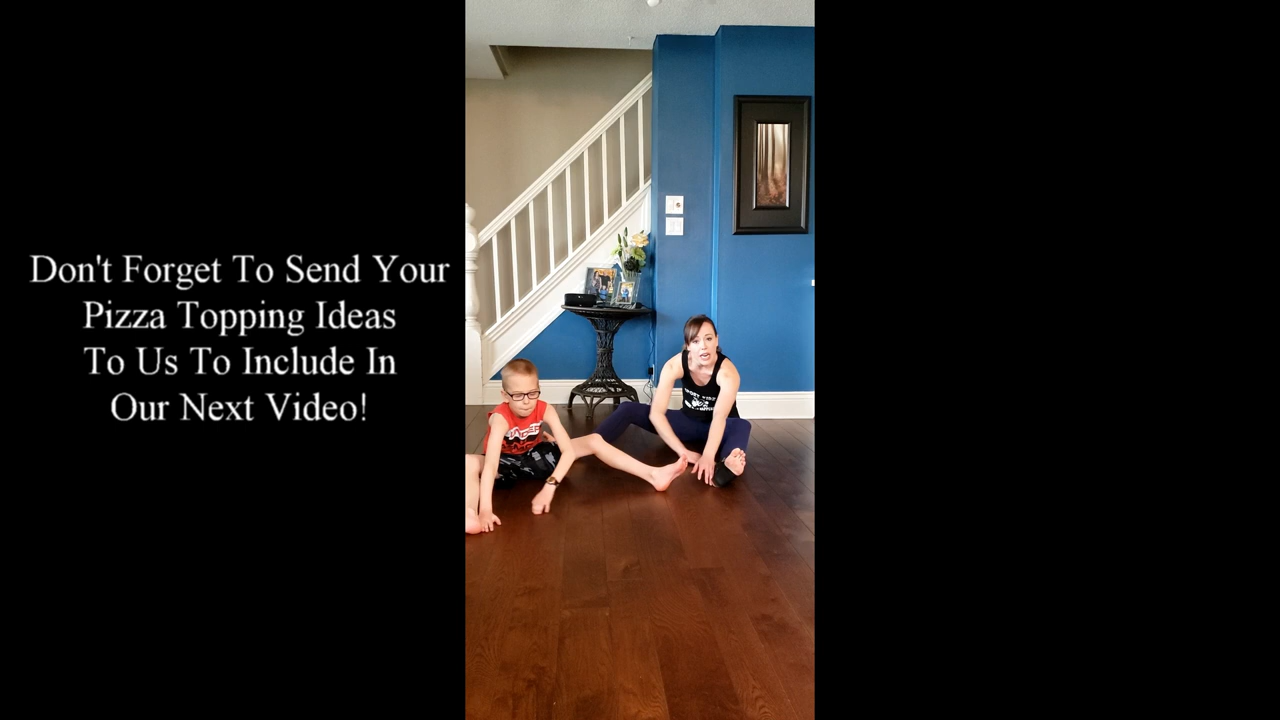 Don't Forget To Send Your
Pizza Topping Ideas
To Us To Include In
Our Next Video!